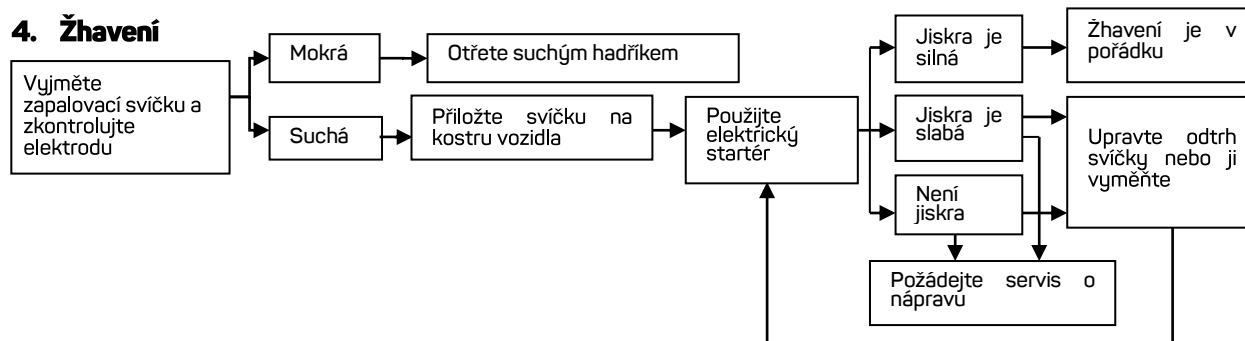 4. Žhavení
Vyjměte
zapalovací svíčku a
zkontrolujte
elektrodu
Mokrá
Otřete suchým hadříkem
Suchá
Přiložte svíčku na
kostru vozidla
Použijte
elektrický
startér
Jiskra je
silná
Žhavení je v
pořádku
Jiskra je
slabá
Upravte odtrh
svíčky nebo ji
vyměňte
Není
jiskra
Požádejte servis o
nápravu